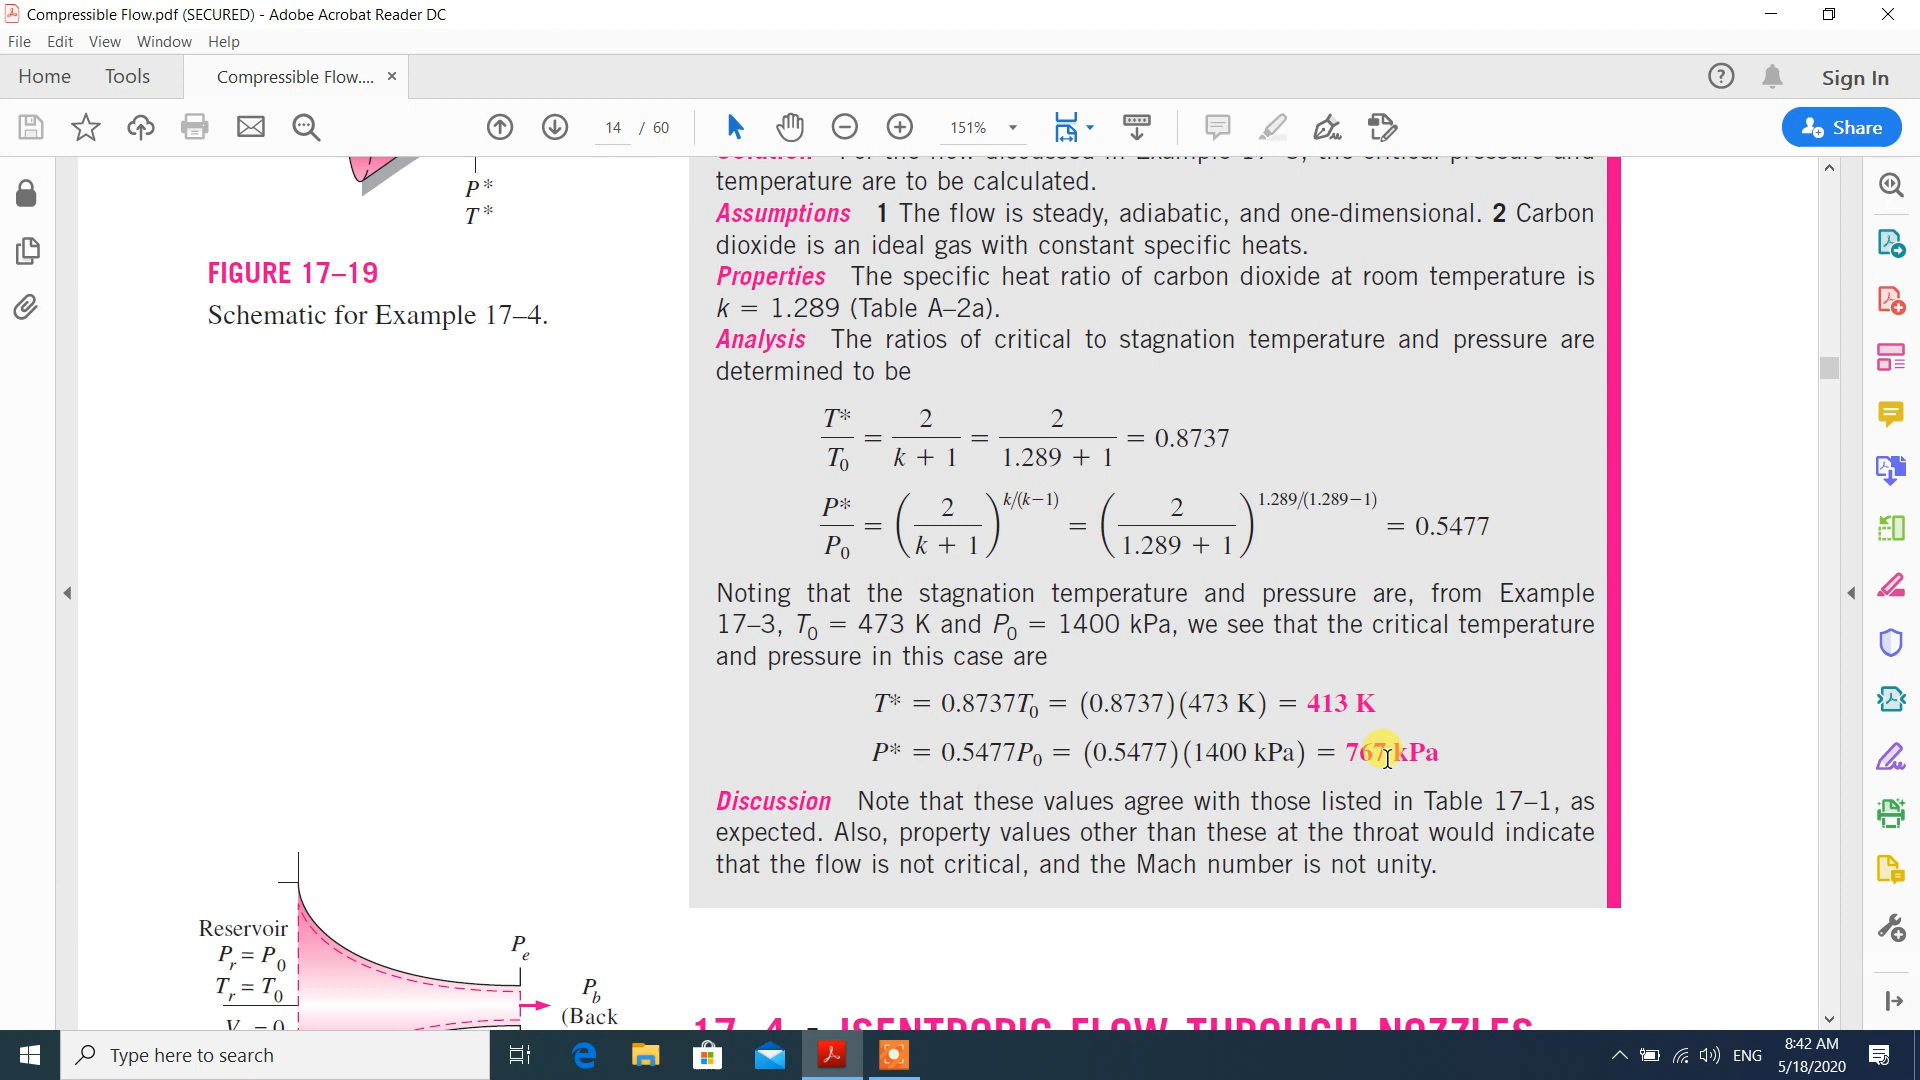 Compressible Flow.pdf (SECURED) - Adobe Acrobat Reader DC
File Edit View Window Help
Home Tools Compressible Flow.... × Sign In
14 / 60 151% Share
P*
T*
FIGURE 17–19
Schematic for Example 17–4.
temperature are to be calculated.
Assumptions 1 The flow is steady, adiabatic, and one-dimensional. 2 Carbon
dioxide is an ideal gas with constant specific heats.
Properties The specific heat ratio of carbon dioxide at room temperature is
k = 1.289 (Table A–2a).
Analysis The ratios of critical to stagnation temperature and pressure are
determined to be
T*/T0 = 2/(k + 1) = 2/(1.289 + 1) = 0.8737
P*/P0 = (2/(k + 1))^k/(k−1) = (2/(1.289 + 1))^1.289/(1.289−1) = 0.5477
Noting that the stagnation temperature and pressure are, from Example
17–3, T0 = 473 K and P0 = 1400 kPa, we see that the critical temperature
and pressure in this case are
T* = 0.8737T0 = (0.8737)(473 K) = 413 K
P* = 0.5477P0 = (0.5477)(1400 kPa) = 767 kPa
Discussion Note that these values agree with those listed in Table 17–1, as
expected. Also, property values other than these at the throat would indicate
that the flow is not critical, and the Mach number is not unity.
Reservoir
Pr = P0
Tr = T0
Pe
Pb
(Back
17–4 ISENTROPIC FLOW THROUGH NOZZLES
Type here to search
ENG
8:42 AM
5/18/2020